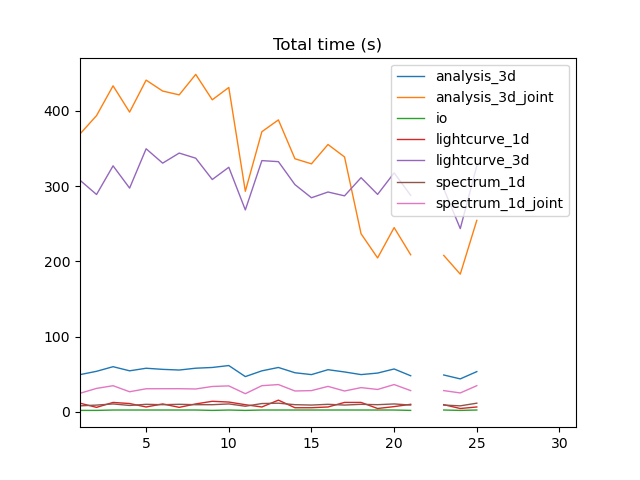 Total time (s)
analysis_3d
analysis_3d_joint
io
lightcurve_1d
lightcurve_3d
spectrum_1d
spectrum_1d_joint
400
300
200
100
0
5
10
15
20
25
30